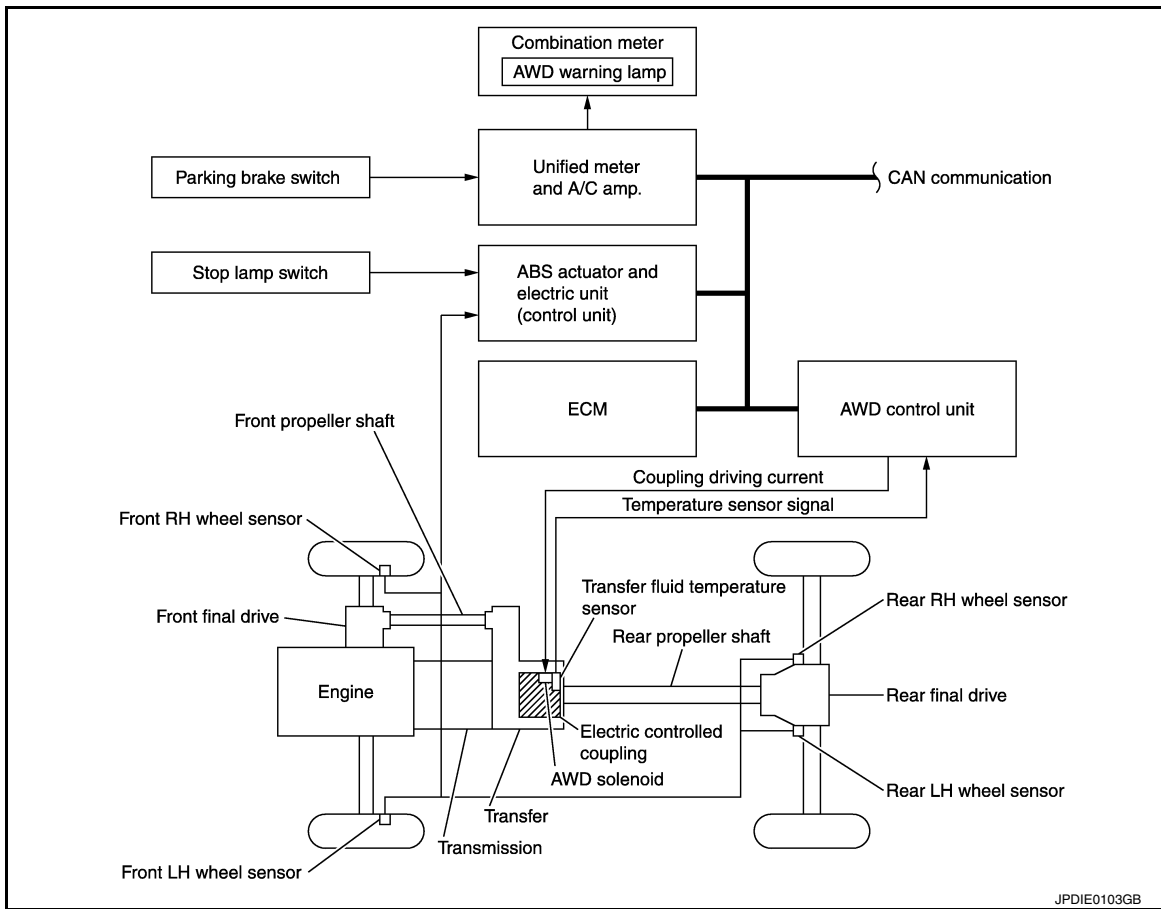 Combination meter
AWD warning lamp
Parking brake switch
Unified meter
and A/C amp.
CAN communication
Stop lamp switch
ABS actuator and
electric unit
(control unit)
ECM
AWD control unit
Front propeller shaft
Coupling driving current
Temperature sensor signal
Front RH wheel sensor
Transfer fluid temperature
sensor
Rear RH wheel sensor
Front final drive
Rear propeller shaft
Engine
Rear final drive
Electric controlled
coupling
AWD solenoid
Rear LH wheel sensor
Transfer
Transmission
Front LH wheel sensor
JPDIE0103GB